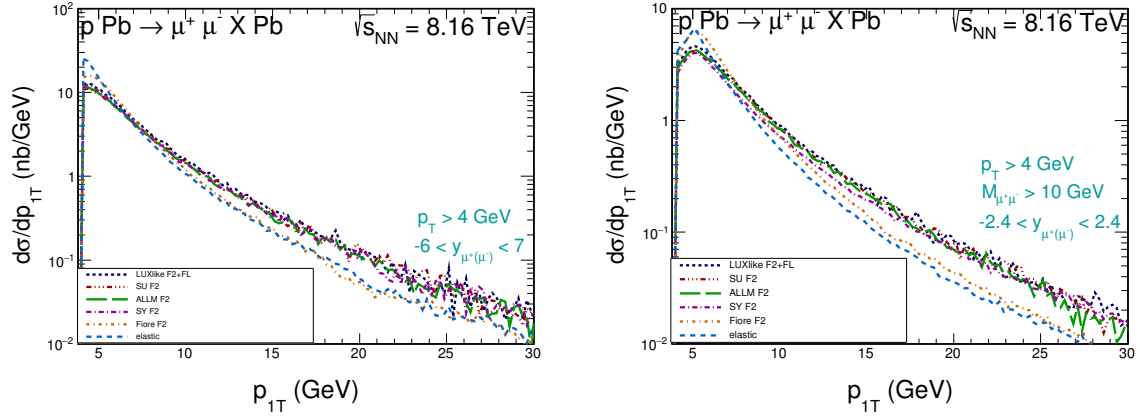 p Pb → μ⁺ μ⁻ X Pb √s_NN = 8.16 TeV
dσ/dp_1T (nb/GeV)
10²
10
1
10⁻¹
10⁻²
p_T > 4 GeV
-6 < y_μ⁺(μ⁻) < 7
LUXlike F2+FL
SU F2
ALLM F2
SY F2
Fiore F2
elastic
5 10 15 20 25 30
p_1T (GeV)
p Pb → μ⁺ μ⁻ X Pb √s_NN = 8.16 TeV
dσ/dp_1T (nb/GeV)
10
1
10⁻¹
10⁻²
p_T > 4 GeV
M_μ⁺μ⁻ > 10 GeV
-2.4 < y_μ⁺(μ⁻) < 2.4
LUXlike F2+FL
SU F2
ALLM F2
SY F2
Fiore F2
elastic
5 10 15 20 25 30
p_1T (GeV)